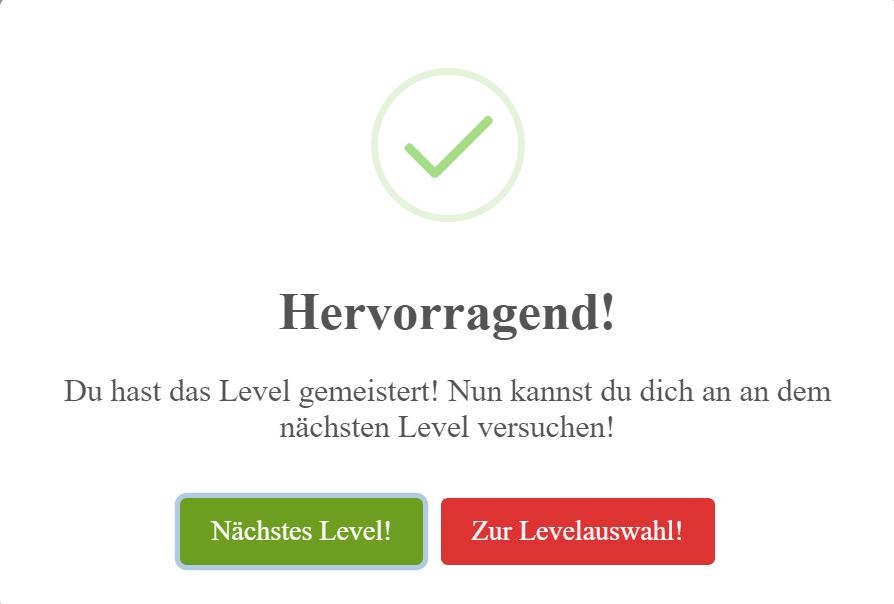 Hervorragend!
Du hast das Level gemeistert! Nun kannst du dich an an dem
nächsten Level versuchen!
Nächstes Level!
Zur Levelauswahl!